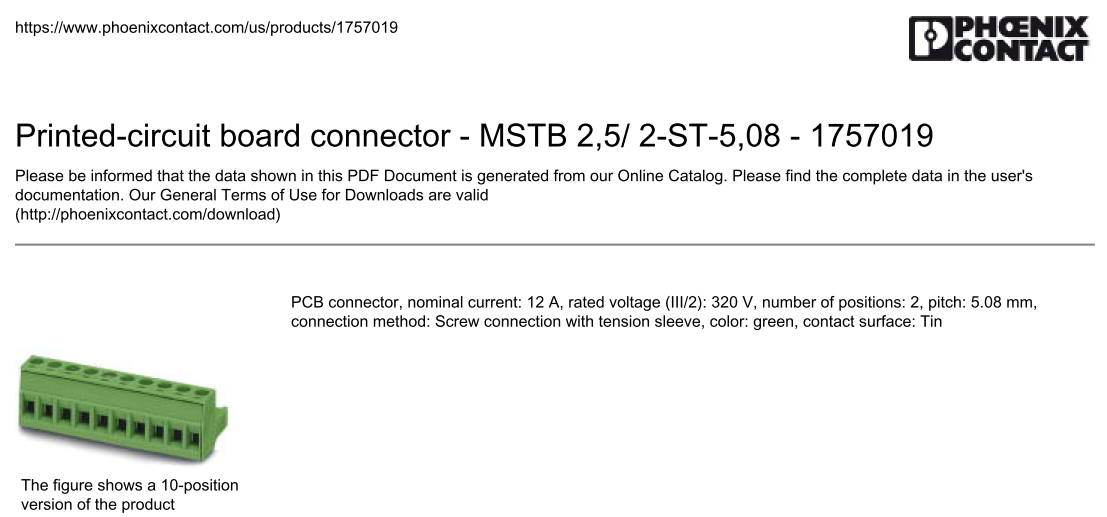 https://www.phoenixcontact.com/us/products/1757019
PHŒNIX
CONTACT
Printed-circuit board connector - MSTB 2,5/ 2-ST-5,08 - 1757019
Please be informed that the data shown in this PDF Document is generated from our Online Catalog. Please find the complete data in the user's
documentation. Our General Terms of Use for Downloads are valid
(http://phoenixcontact.com/download)
PCB connector, nominal current: 12 A, rated voltage (III/2): 320 V, number of positions: 2, pitch: 5.08 mm,
connection method: Screw connection with tension sleeve, color: green, contact surface: Tin
The figure shows a 10-position
version of the product